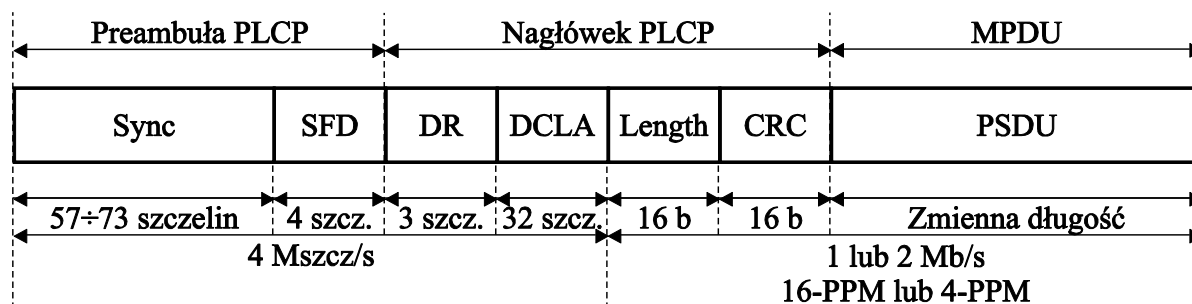 Preambuła PLCP Nagłówek PLCP MPDU
Sync SFD DR DCLA Length CRC PSDU
57÷73 szczelin 4 szcz. 3 szcz. 32 szcz. 16 b 16 b Zmienna długość
4 Mszcz/s 1 lub 2 Mb/s
16-PPM lub 4-PPM